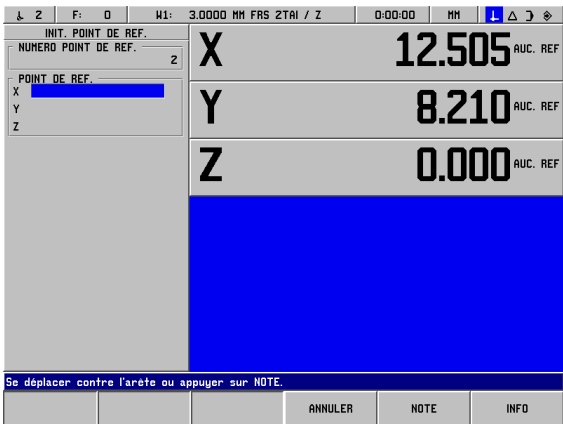 2 F: 0 W1: 3.0000 MM FRS 2TAI / Z 0:00:00 MM
INIT. POINT DE REF.
NUMERO POINT DE REF.
2
POINT DE REF.
X
Y
Z
X 12.505 AUC. REF
Y 8.210 AUC. REF
Z 0.000 AUC. REF
Se déplacer contre l'arête ou appuyer sur NOTE.
ANNULER NOTE INFO